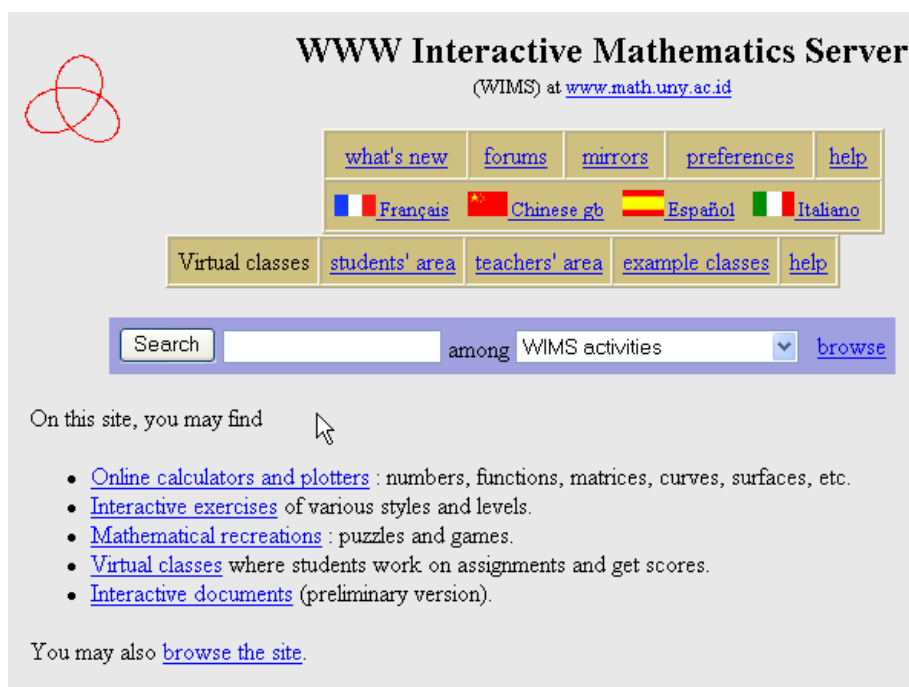 WWW Interactive Mathematics Server
(WIMS) at www.math.uny.ac.id
what's new forums mirrors preferences help
Français Chinese gb Español Italiano
Virtual classes students' area teachers' area example classes help
Search among WIMS activities browse
On this site, you may find
• Online calculators and plotters : numbers, functions, matrices, curves, surfaces, etc.
• Interactive exercises of various styles and levels.
• Mathematical recreations : puzzles and games.
• Virtual classes where students work on assignments and get scores.
• Interactive documents (preliminary version).
You may also browse the site.